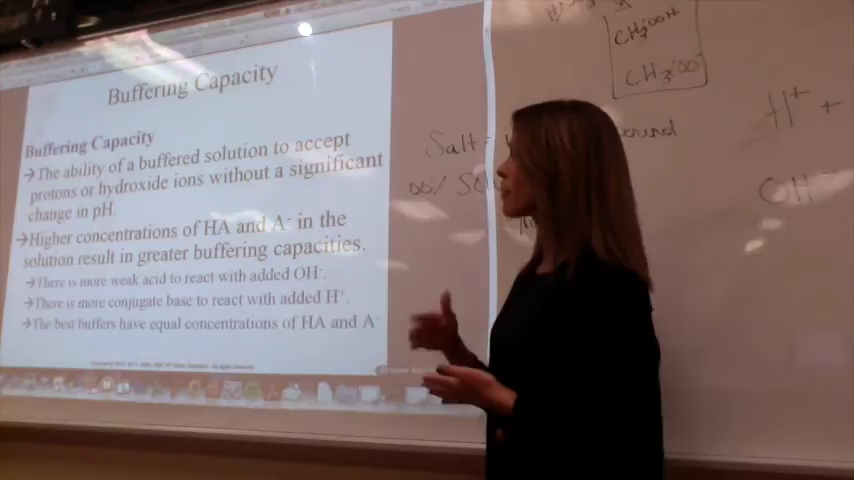 Buffering Capacity
Buffering Capacity
→The ability of a buffered solution to accept
protons or hydroxide ions without a significant
change in pH.
→Higher concentrations of HA and A⁻ in the
solution result in greater buffering capacities.
→There is more weak acid to react with added OH⁻.
→There is more conjugate base to react with added H⁺.
→The best buffers have equal concentrations of HA and A⁻
CH₃COOH
CH₃COO⁻
Salt =
H⁺ +
OH⁻